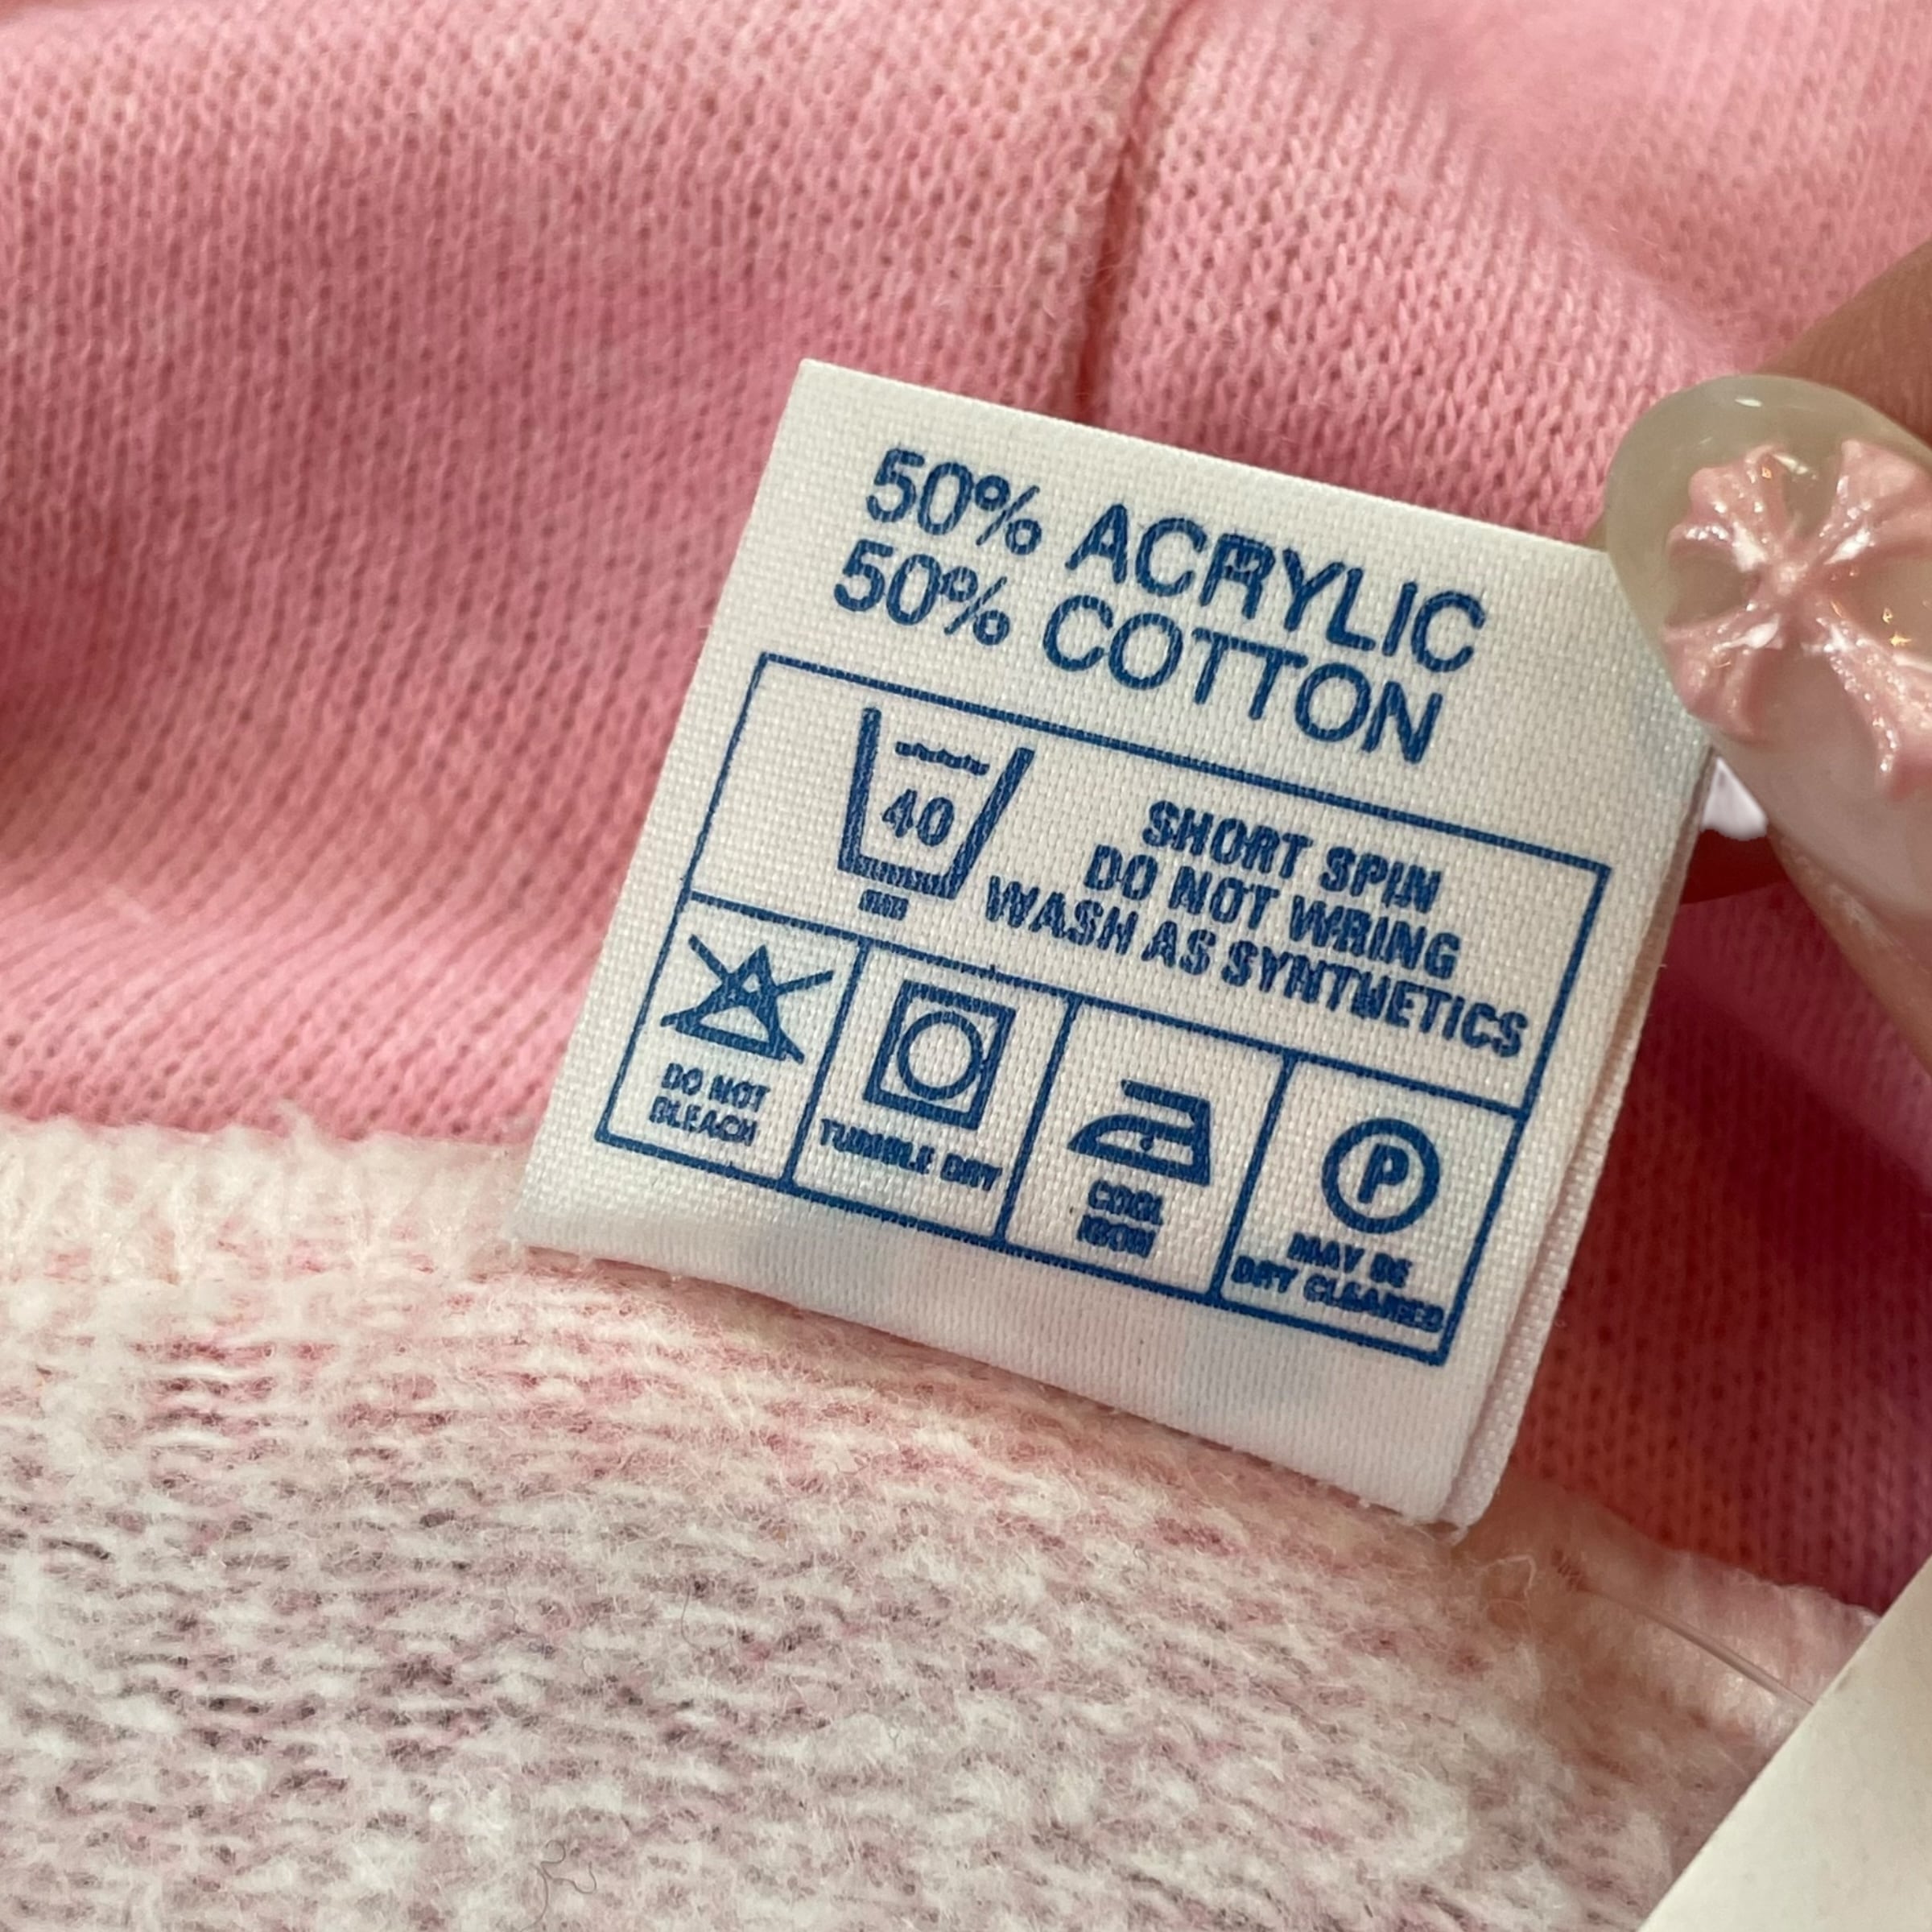 50% ACRYLIC
50% COTTON
40
SHORT SPIN
DO NOT WRING
WASH AS SYNTHETICS
DO NOT
BLEACH
TUMBLE DRY
COOL
IRON
P
MAY BE
DRY CLEANED